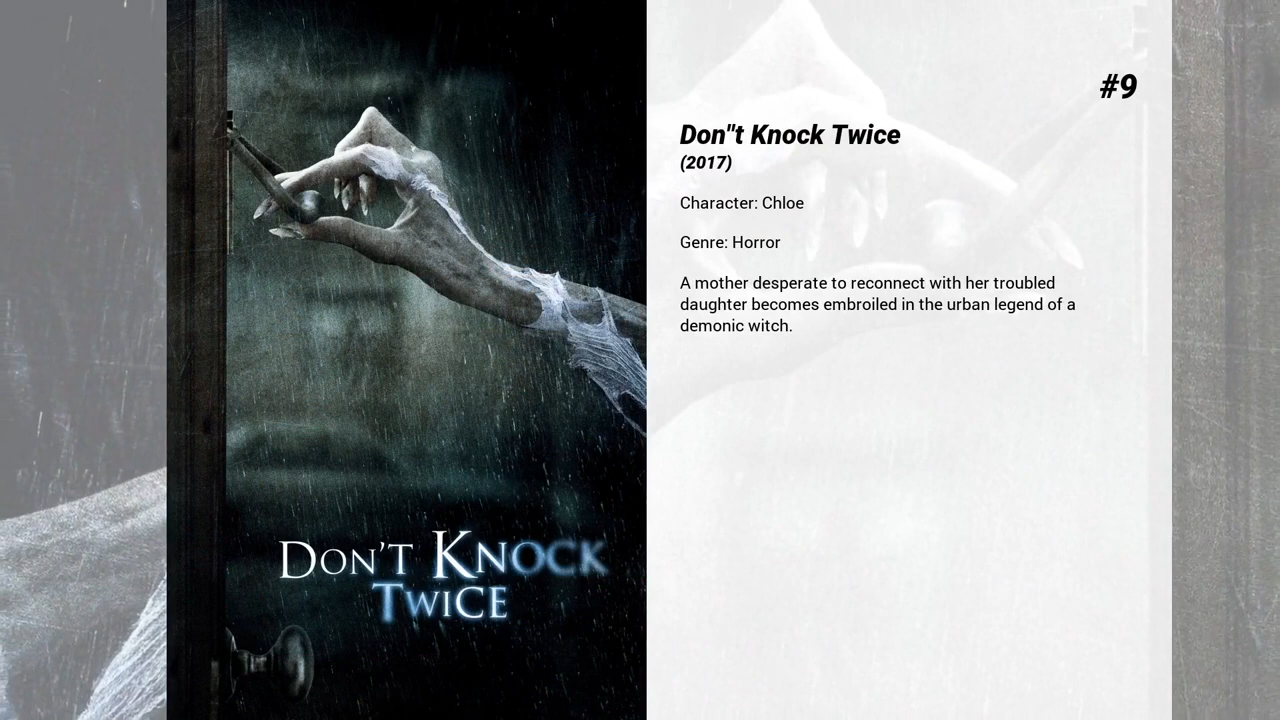 DON'T KNOCK
TWICE
#9
Don"t Knock Twice
(2017)
Character: Chloe
Genre: Horror
A mother desperate to reconnect with her troubled
daughter becomes embroiled in the urban legend of a
demonic witch.